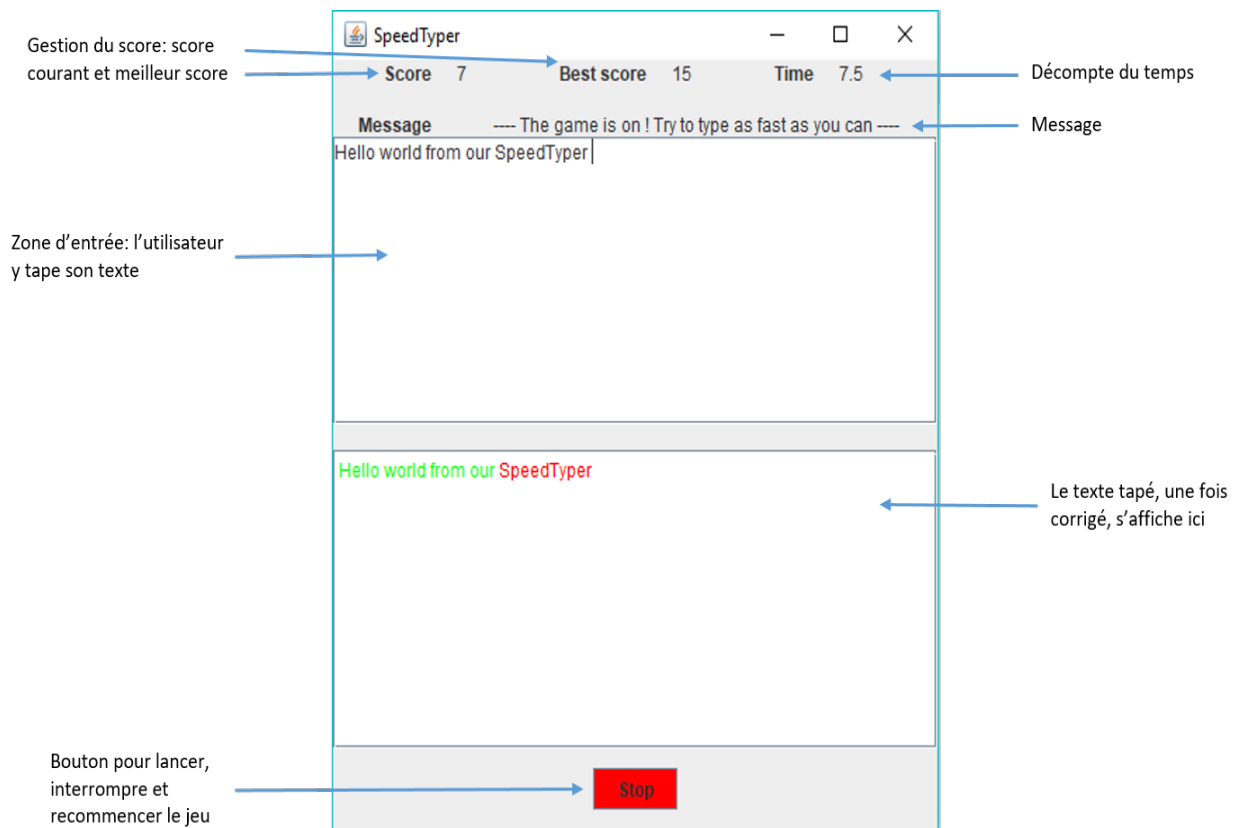 SpeedTyper
Gestion du score: score
courant et meilleur score
Score 7 Best score 15 Time 7.5
Décompte du temps
Message ---- The game is on ! Try to type as fast as you can ----
Message
Hello world from our SpeedTyper
Zone d’entrée: l’utilisateur
y tape son texte
Hello world from our SpeedTyper
Le texte tapé, une fois
corrigé, s’affiche ici
Bouton pour lancer,
interrompre et
recommencer le jeu
Stop